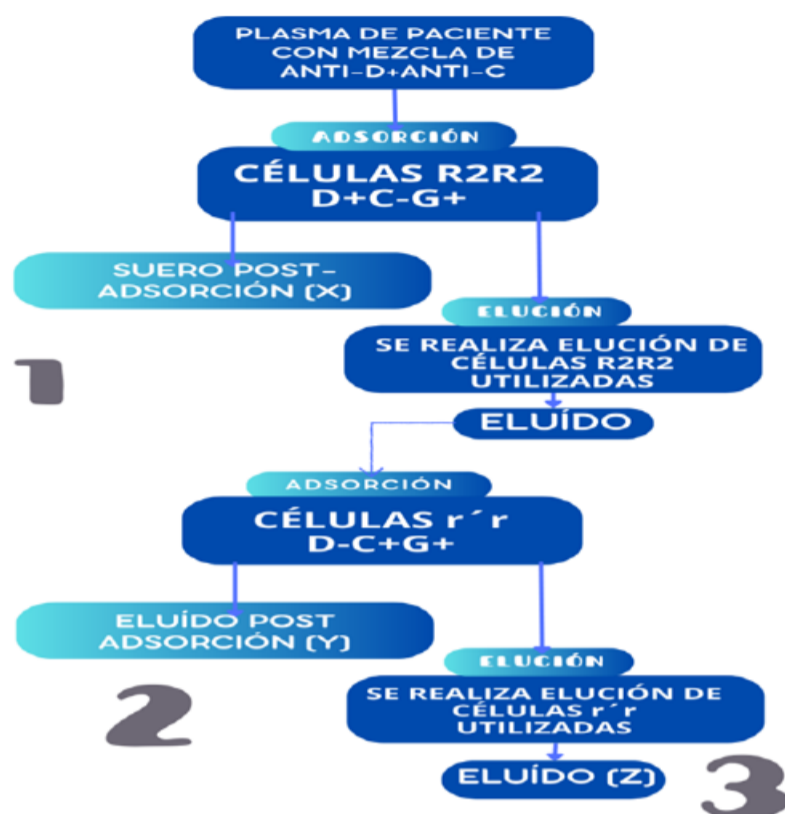 PLASMA DE PACIENTE
CON MEZCLA DE
ANTI-D+ANTI-C
ADSORCIÓN
CÉLULAS R2R2
D+C-G+
SUERO POST-
ADSORCIÓN (X)
1
ELUCIÓN
SE REALIZA ELUCIÓN DE
CÉLULAS R2R2
UTILIZADAS
ELUÍDO
ADSORCIÓN
CÉLULAS r´r
D-C+G+
ELUÍDO POST
ADSORCIÓN (Y)
2
ELUCIÓN
SE REALIZA ELUCIÓN DE
CÉLULAS r´r
UTILIZADAS
ELUÍDO (Z)
3